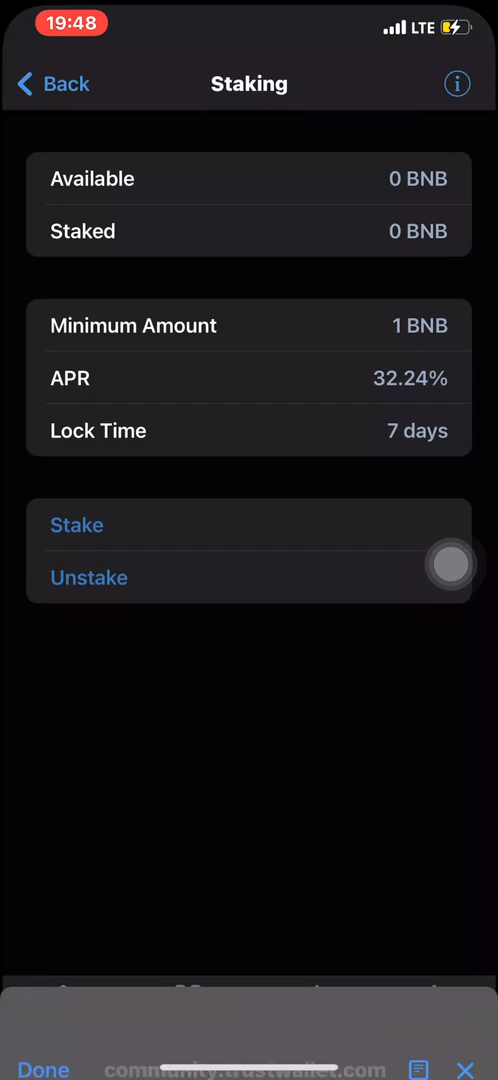 19:48 LTE
Back Staking
Available 0 BNB
Staked 0 BNB
Minimum Amount 1 BNB
APR 32.24%
Lock Time 7 days
Stake
Unstake
Done community.trustwallet.com